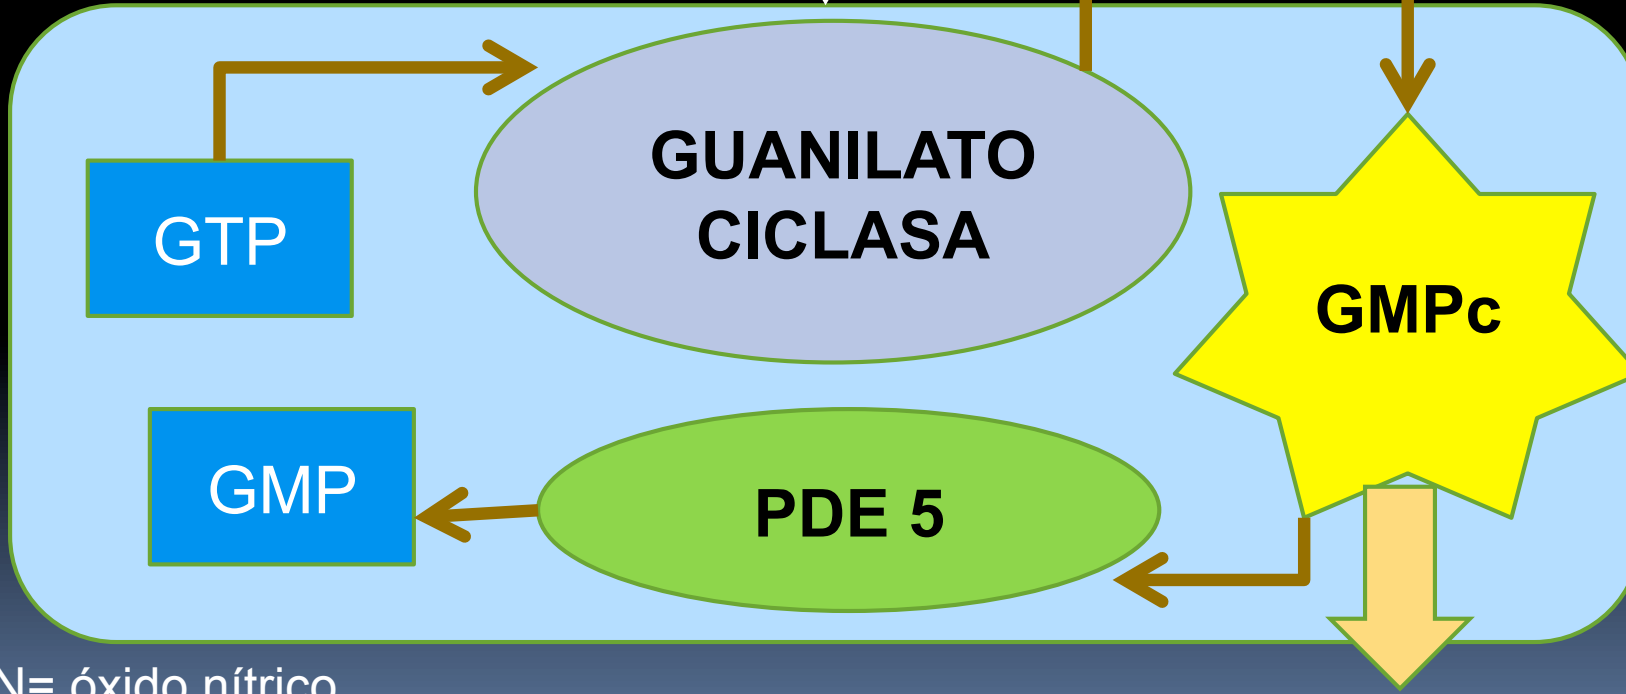 GUANILATO
CICLASA
GTP
GMPc
GMP
PDE 5
N= óxido nítrico